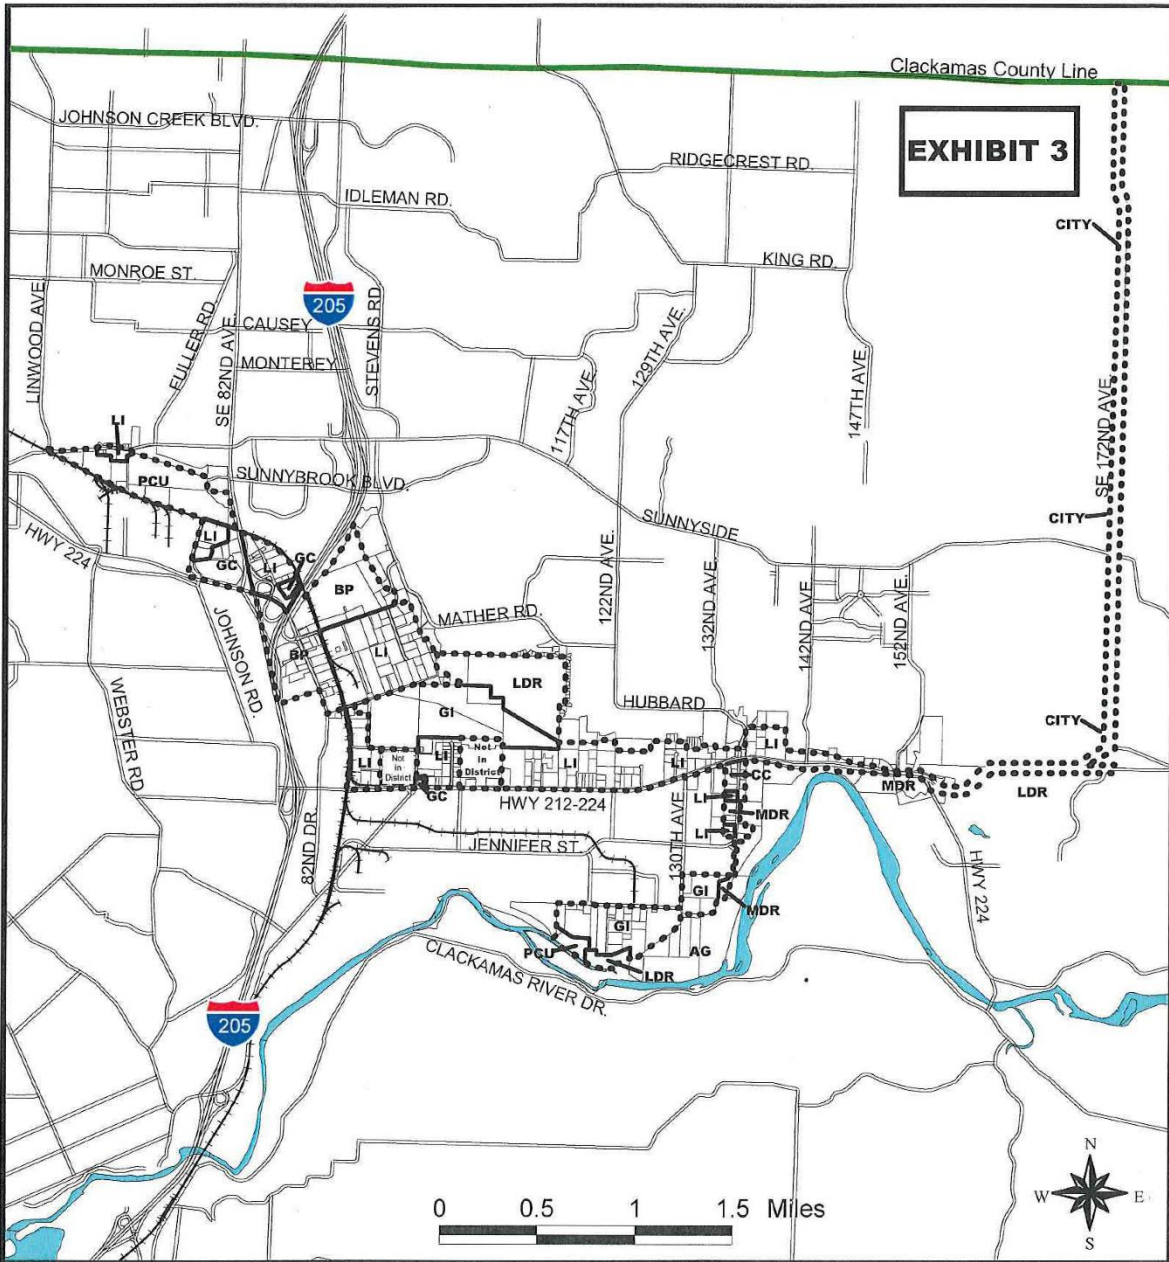 Clackamas County Line
EXHIBIT 3
JOHNSON CREEK BLVD.
RIDGECREST RD.
IDLEMAN RD.
CITY
KING RD.
MONROE ST.
205
LINWOOD AVE.
FULLER RD.
SE 82ND AVE.
CAUSEY
STEVENS RD.
MONTEREY
117TH AVE.
129TH AVE.
147TH AVE.
SE 172ND AVE.
LI
PCU
SUNNYBROOK BLVD.
SUNNYSIDE
CITY
HWY 224
LI
GC
LI
GC
BP
MATHER RD.
122ND AVE.
132ND AVE.
142ND AVE.
152ND AVE.
JOHNSON RD.
WEBSTER RD
BP
LI
LDR
HUBBARD
GI
CITY
LI
Not
in
District
LI
Not
In
District
LI
LI
LI
CC
GC
HWY 212-224
LI
MDR
MDR
LDR
LI
82ND DR.
JENNIFER ST.
130TH AVE
HWY 224
GI
MDR
GI
PCU
LDR
AG
CLACKAMAS RIVER DR.
205
N
W
E
S
0 0.5 1 1.5 Miles